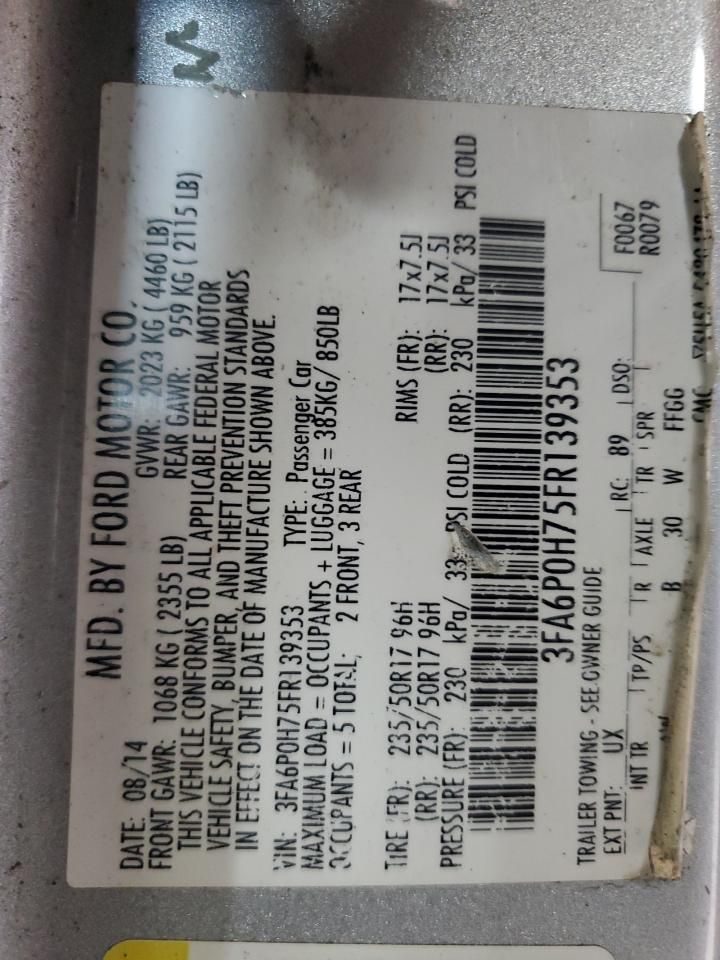 MFD. BY FORD MOTOR CO.
DATE: 08/14 GVWR: 2023 KG ( 4460 LB)
FRONT GAWR: 1068 KG ( 2355 LB) REAR GAWR: 959 KG ( 2115 LB)
THIS VEHICLE CONFORMS TO ALL APPLICABLE FEDERAL MOTOR
VEHICLE SAFETY, BUMPER, AND THEFT PREVENTION STANDARDS
IN EFFECT ON THE DATE OF MANUFACTURE SHOWN ABOVE.
VIN: 3FA6P0H75FR139353 TYPE: Passenger Car
MAXIMUM LOAD = OCCUPANTS + LUGGAGE = 385KG/ 850LB
OCCUPANTS = 5 TOTAL; 2 FRONT, 3 REAR
TIRE (FR): 235/50R17 96H RIMS (FR): 17x7.5J
(RR): 235/50R17 96H (RR): 17x7.5J
PRESSURE (FR): 230 kPa/ 33 PSI COLD (RR): 230 kPa/ 33 PSI COLD
3FA6P0H75FR139353
TRAILER TOWING - SEE OWNER GUIDE F0067
EXT PNT: UX RC: 89 DSO: R0079
INT TR TP/PS R AXLE TR SPR
B 30 W FFGG